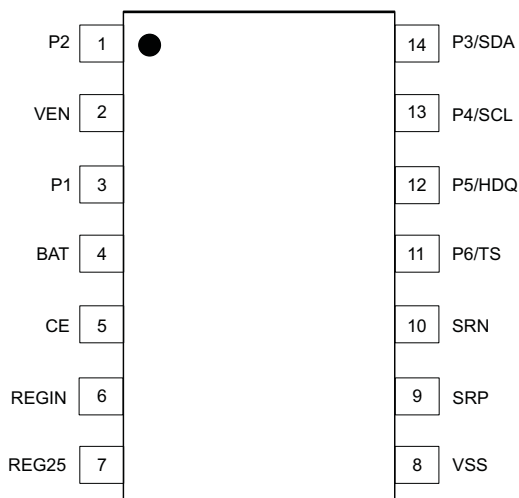 P2 1 14 P3/SDA
VEN 2 13 P4/SCL
P1 3 12 P5/HDQ
BAT 4 11 P6/TS
CE 5 10 SRN
REGIN 6 9 SRP
REG25 7 8 VSS